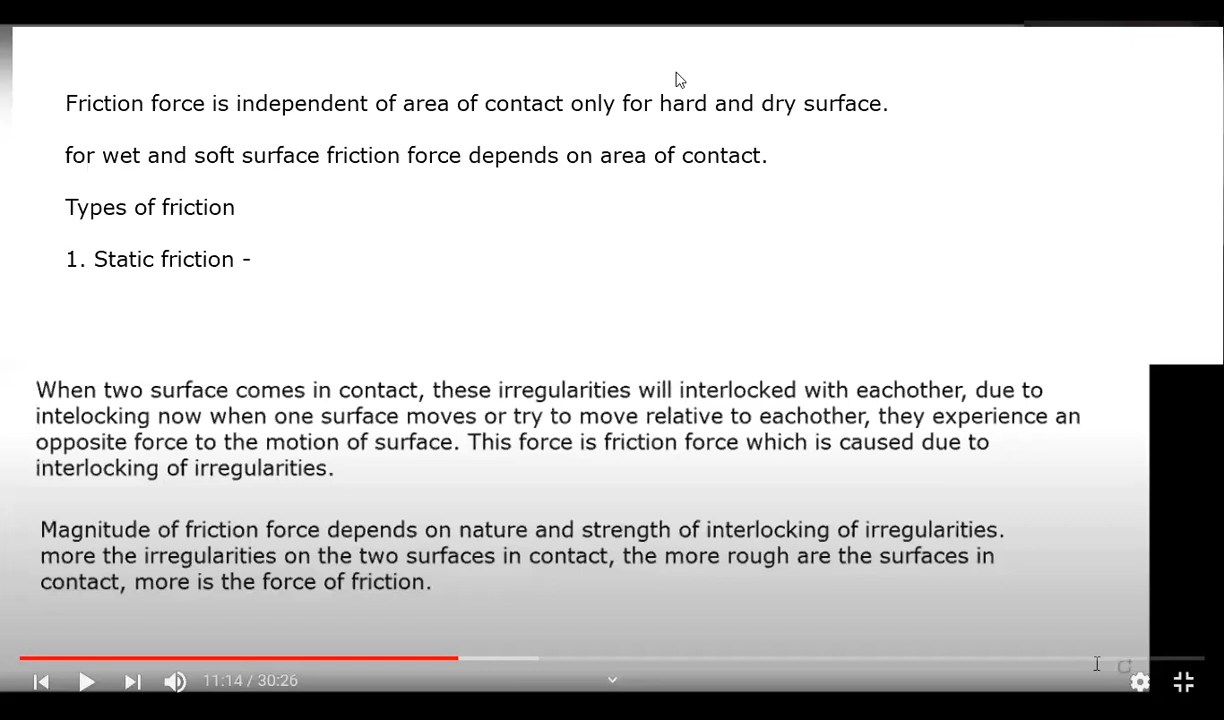 Friction force is independent of area of contact only for hard and dry surface.
for wet and soft surface friction force depends on area of contact.
Types of friction
1. Static friction -
When two surface comes in contact, these irregularities will interlocked with eachother, due to
intelocking now when one surface moves or try to move relative to eachother, they experience an
opposite force to the motion of surface. This force is friction force which is caused due to
interlocking of irregularities.
Magnitude of friction force depends on nature and strength of interlocking of irregularities.
more the irregularities on the two surfaces in contact, the more rough are the surfaces in
contact, more is the force of friction.
11:14 / 30:26